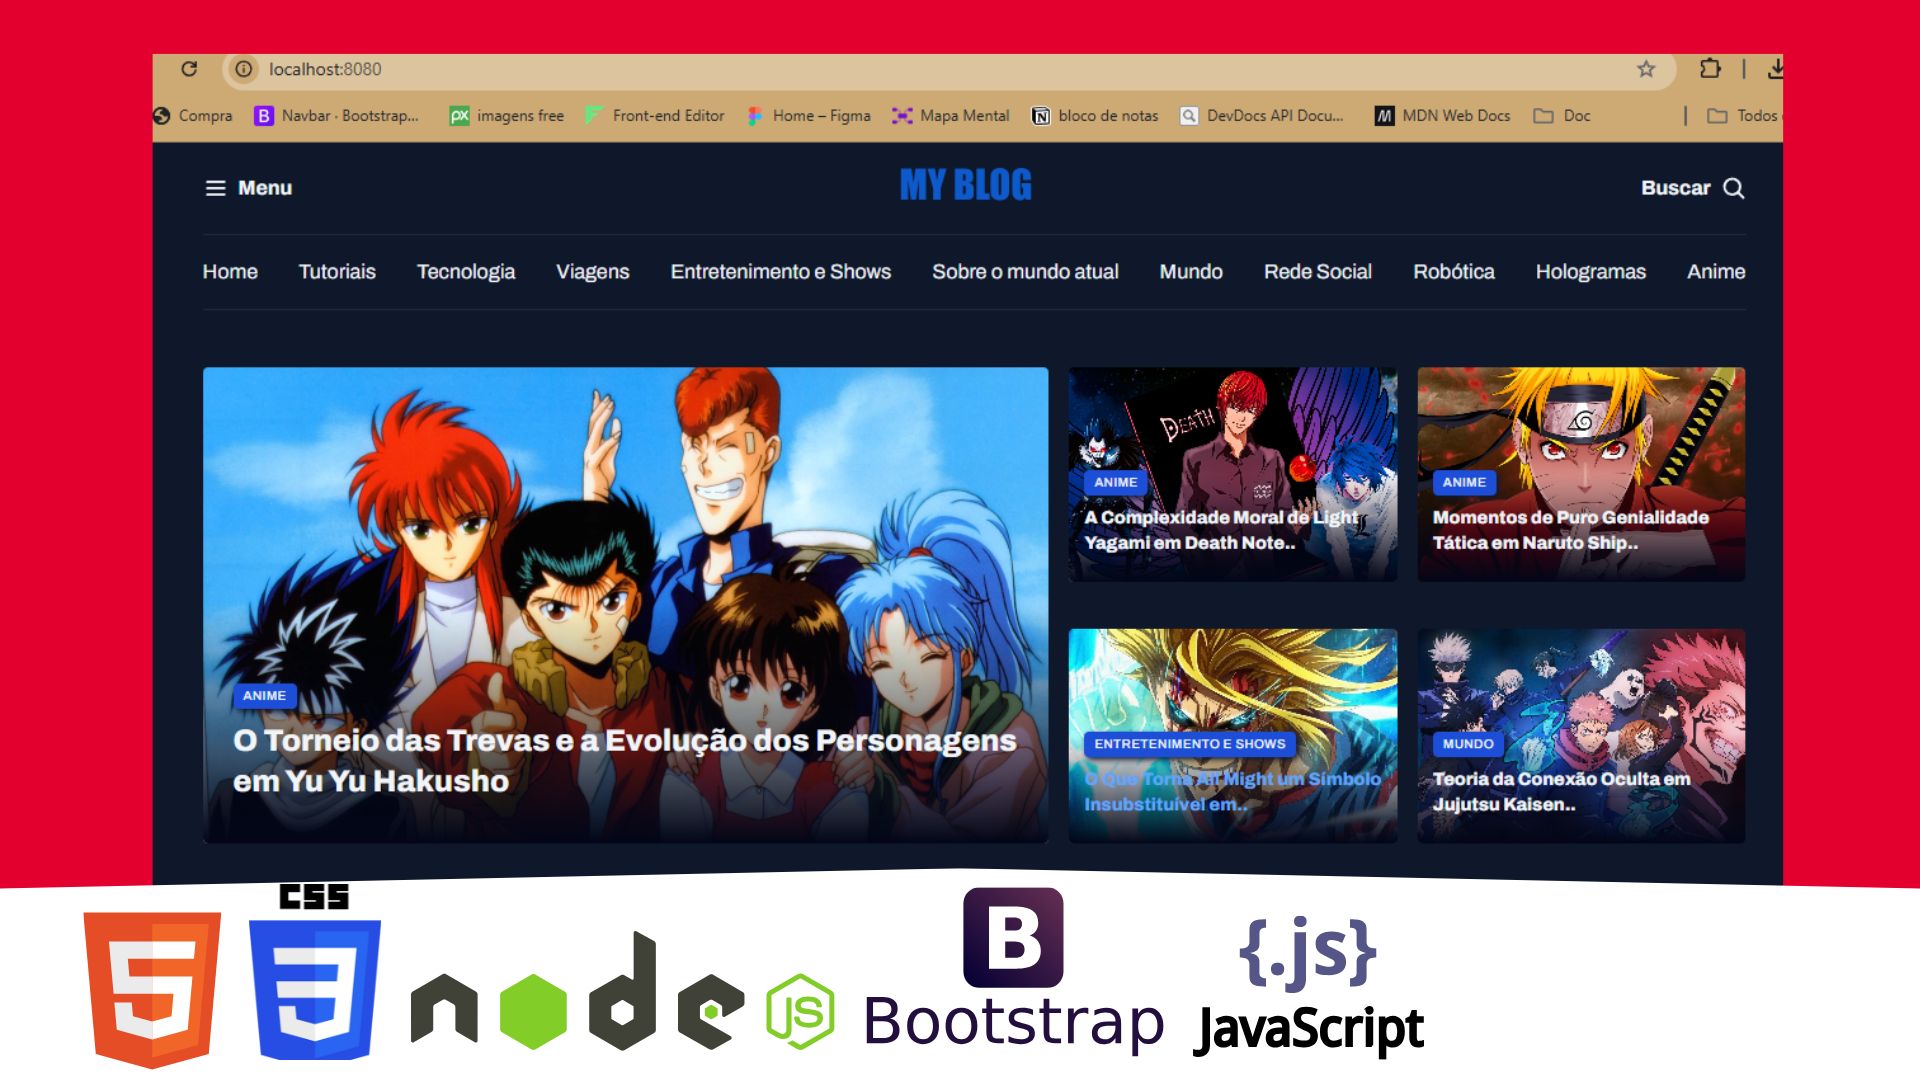 localhost:8080
Compra
B Navbar · Bootstrap...
px imagens free
Front-end Editor
Home – Figma
Mapa Mental
N bloco de notas
DevDocs API Docu...
M MDN Web Docs
Doc
Todos
Menu
MY BLOG
Buscar
Home Tutoriais Tecnologia Viagens Entretenimento e Shows Sobre o mundo atual Mundo Rede Social Robótica Hologramas Anime
ANIME
O Torneio das Trevas e a Evolução dos Personagens
em Yu Yu Hakusho
DEATH
L
ANIME
A Complexidade Moral de Light
Yagami em Death Note..
ANIME
Momentos de Puro Genialidade
Tática em Naruto Ship..
ENTRETENIMENTO E SHOWS
O Que Torna All Might um Símbolo
Insubstituível em..
MUNDO
Teoria da Conexão Oculta em
Jujutsu Kaisen..
5
CSS
3
node
JS
B
Bootstrap
{.js}
JavaScript